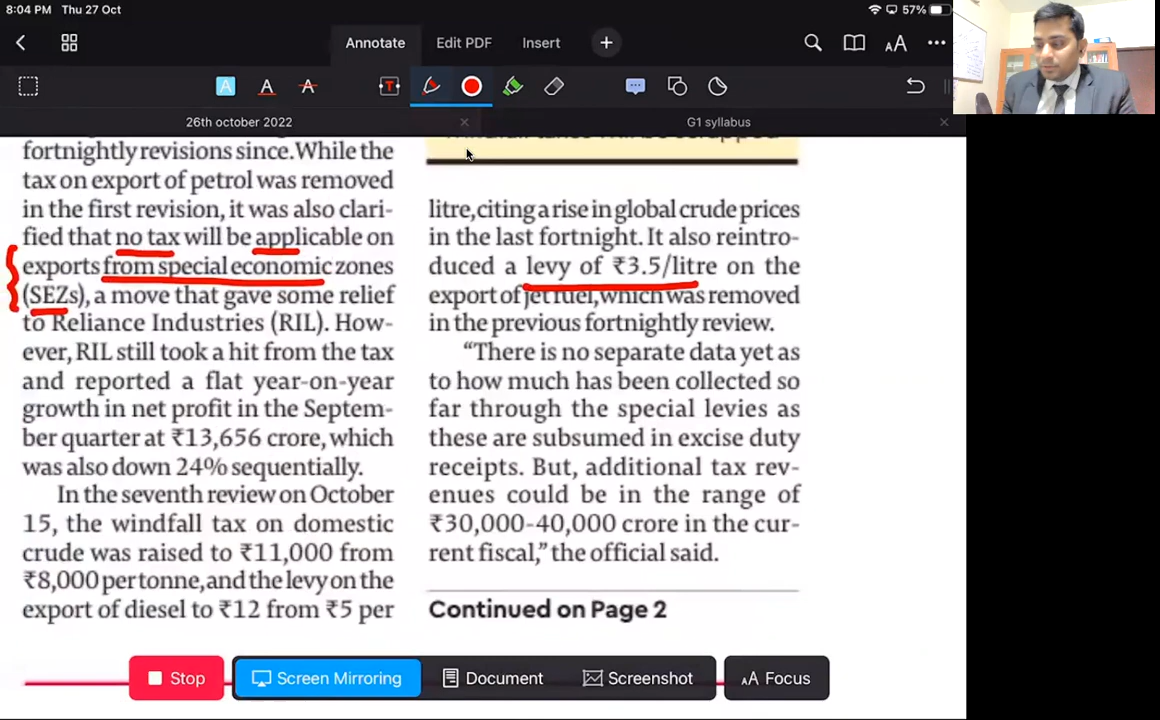 8:04 PM Thu 27 Oct
57%
Annotate Edit PDF Insert
AA
A A A T
26th october 2022
G1 syllabus
fortnightly revisions since. While the
tax on export of petrol was removed
in the first revision, it was also clari-
fied that no tax will be applicable on
exports from special economic zones
(SEZs), a move that gave some relief
to Reliance Industries (RIL). How-
ever, RIL still took a hit from the tax
and reported a flat year-on-year
growth in net profit in the Septem-
ber quarter at ₹13,656 crore, which
was also down 24% sequentially.
In the seventh review on October
15, the windfall tax on domestic
crude was raised to ₹11,000 from
₹8,000 per tonne, and the levy on the
export of diesel to ₹12 from ₹5 per
litre, citing a rise in global crude prices
in the last fortnight. It also reintro-
duced a levy of ₹3.5/litre on the
export of jet fuel, which was removed
in the previous fortnightly review.
“There is no separate data yet as
to how much has been collected so
far through the special levies as
these are subsumed in excise duty
receipts. But, additional tax rev-
enues could be in the range of
₹30,000-40,000 crore in the cur-
rent fiscal,” the official said.
Continued on Page 2
Stop Screen Mirroring Document Screenshot AA Focus